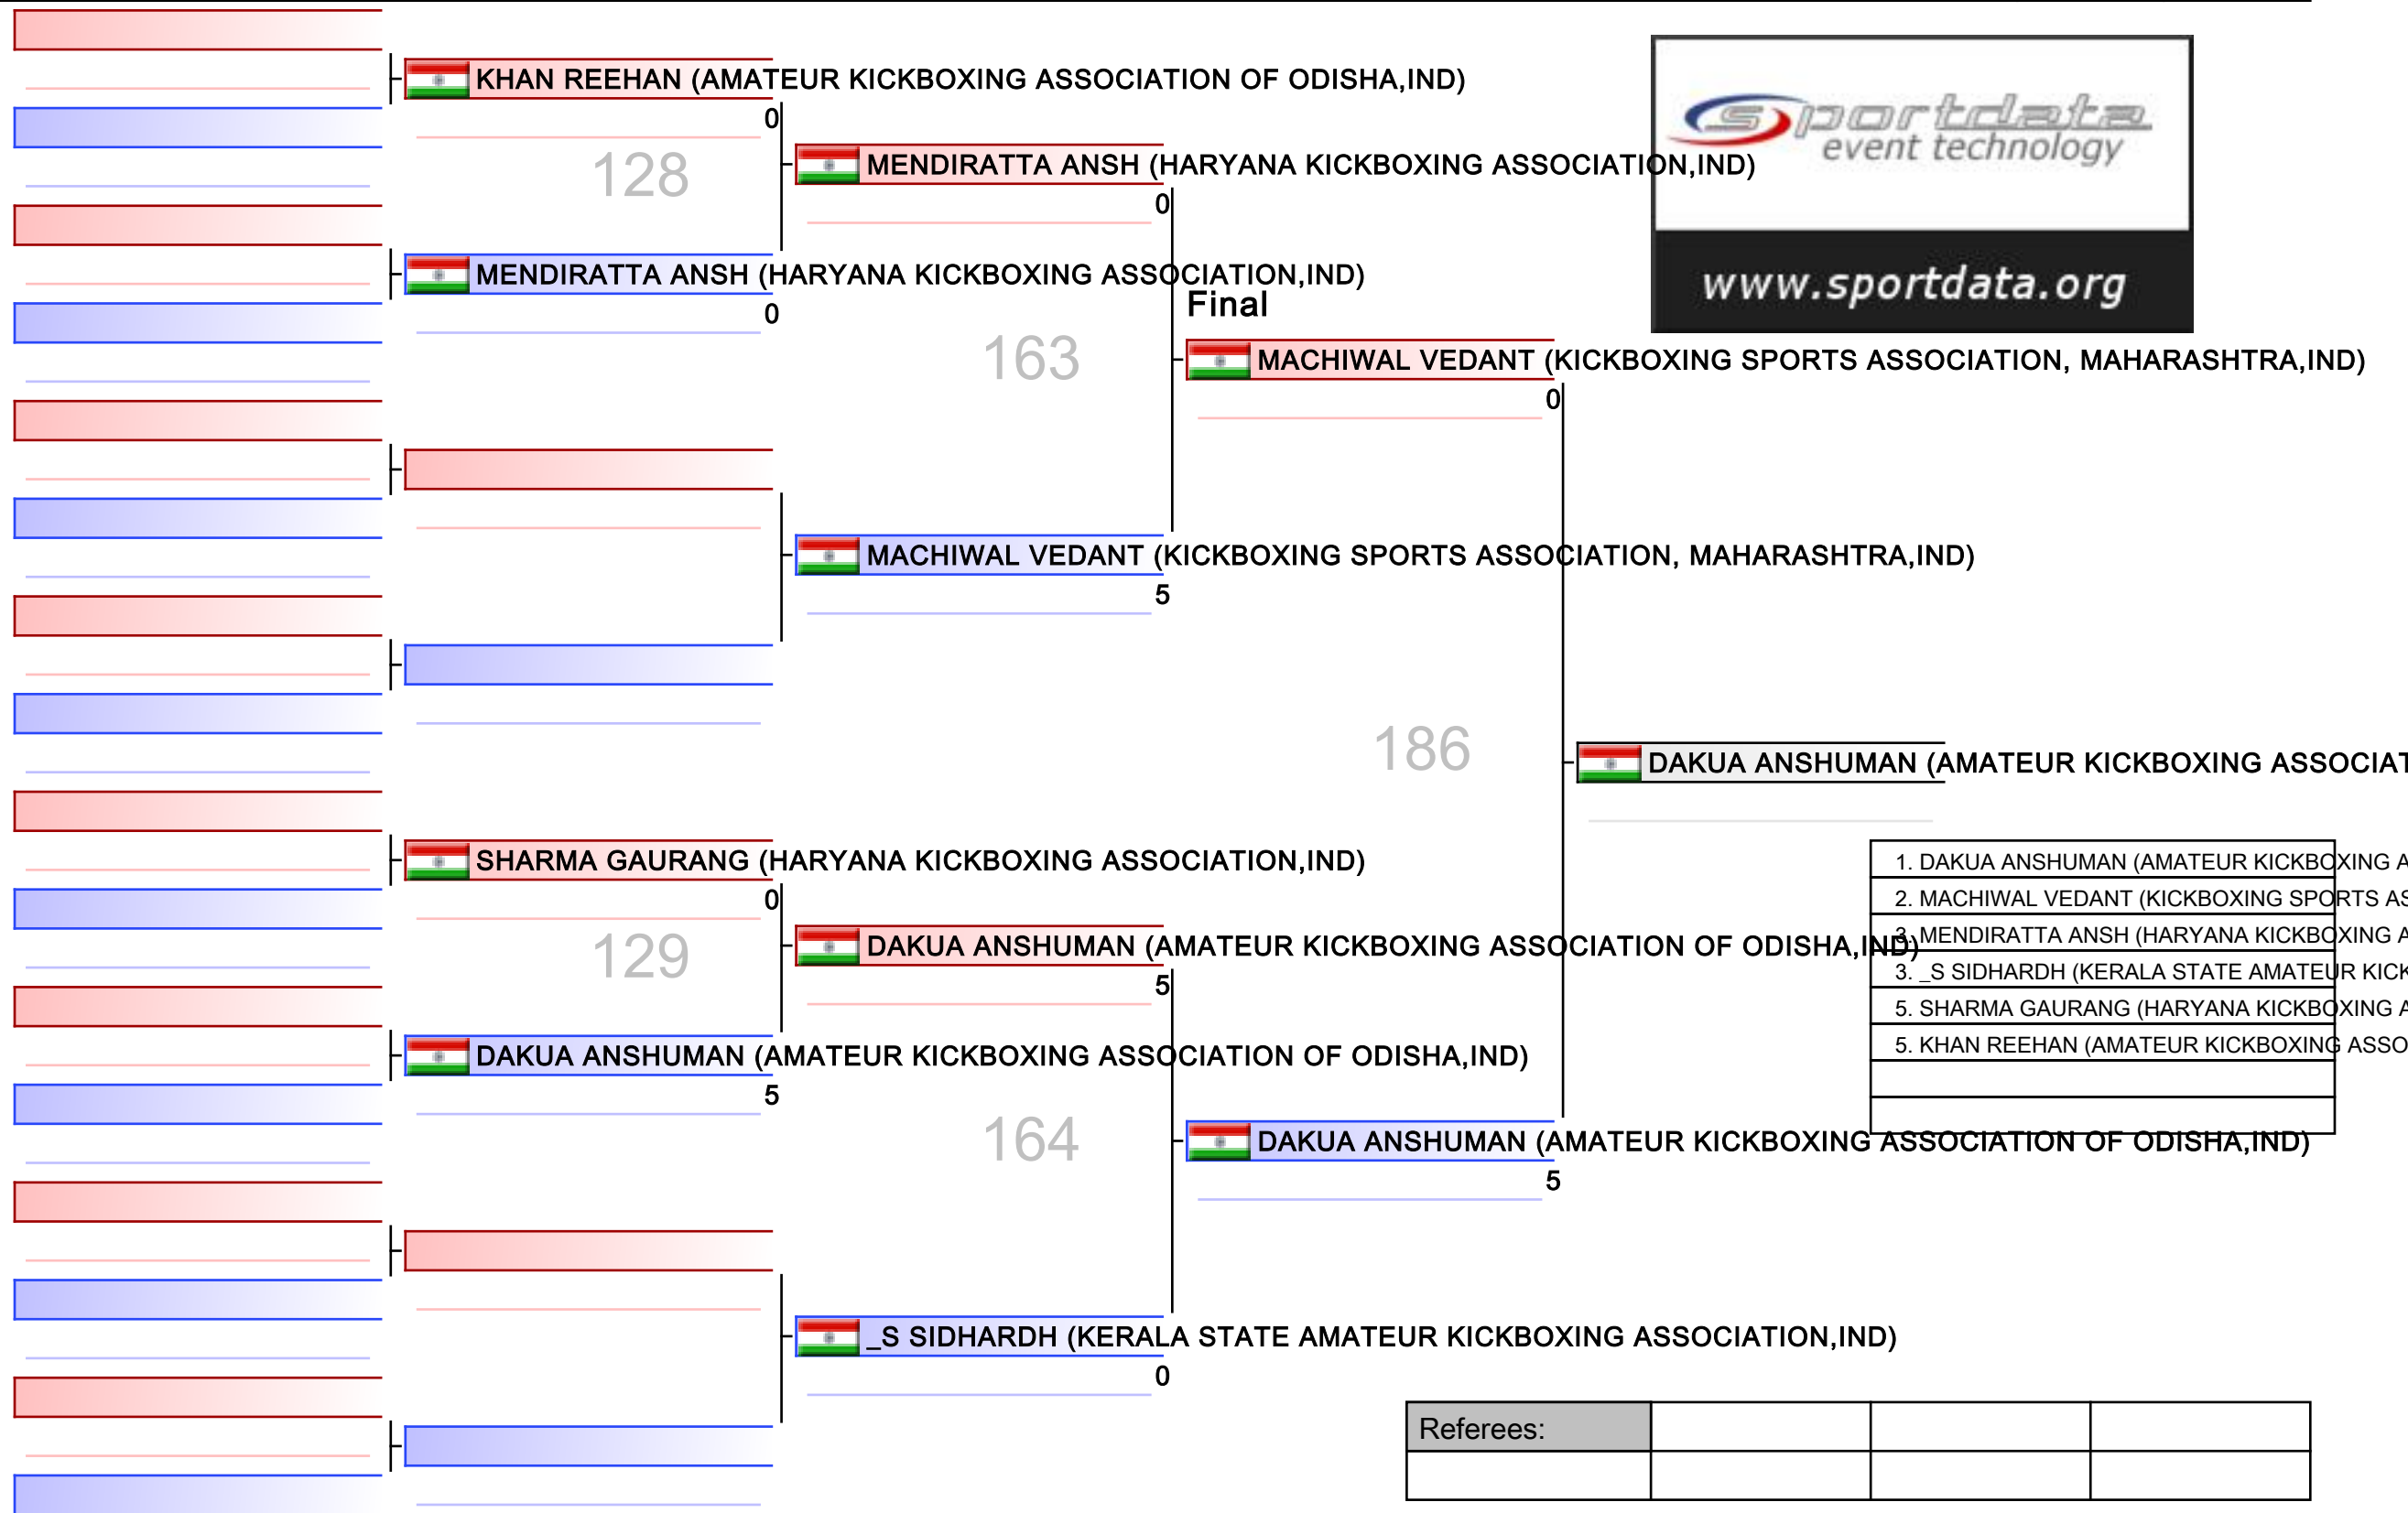 KHAN REEHAN (AMATEUR KICKBOXING ASSOCIATION OF ODISHA,IND)
0
128
MENDIRATTA ANSH (HARYANA KICKBOXING ASSOCIATION,IND)
0
MENDIRATTA ANSH (HARYANA KICKBOXING ASSOCIATION,IND)
0
163
Final
MACHIWAL VEDANT (KICKBOXING SPORTS ASSOCIATION, MAHARASHTRA,IND)
0
MACHIWAL VEDANT (KICKBOXING SPORTS ASSOCIATION, MAHARASHTRA,IND)
5
186
DAKUA ANSHUMAN (AMATEUR KICKBOXING ASSOCIAT
SHARMA GAURANG (HARYANA KICKBOXING ASSOCIATION,IND)
0
129
DAKUA ANSHUMAN (AMATEUR KICKBOXING ASSOCIATION OF ODISHA,IND)
5
DAKUA ANSHUMAN (AMATEUR KICKBOXING ASSOCIATION OF ODISHA,IND)
5
164
DAKUA ANSHUMAN (AMATEUR KICKBOXING ASSOCIATION OF ODISHA,IND)
5
_S SIDHARDH (KERALA STATE AMATEUR KICKBOXING ASSOCIATION,IND)
0
sportdata
event technology
www.sportdata.org
1. DAKUA ANSHUMAN (AMATEUR KICKBOXING A
2. MACHIWAL VEDANT (KICKBOXING SPORTS AS
3. MENDIRATTA ANSH (HARYANA KICKBOXING A
3. _S SIDHARDH (KERALA STATE AMATEUR KICK
5. SHARMA GAURANG (HARYANA KICKBOXING A
5. KHAN REEHAN (AMATEUR KICKBOXING ASSO
Referees: